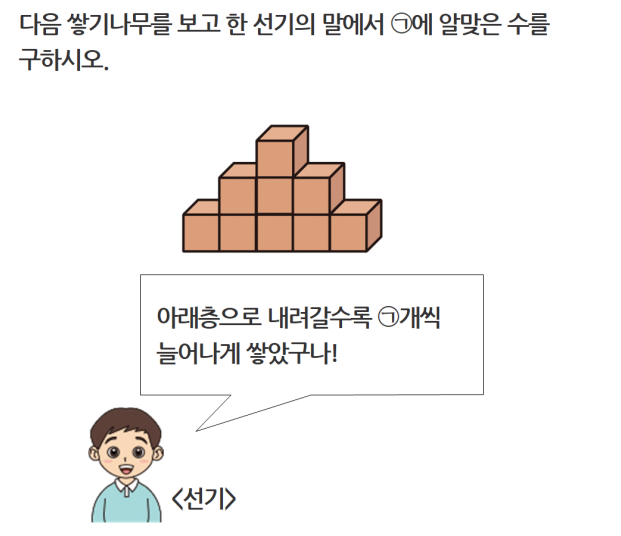 다음 쌓기나무를 보고 한 선기의 말에서 ㉠에 알맞은 수를
구하시오.
아래층으로 내려갈수록 ㉠개씩
늘어나게 쌓았구나!
<선기>